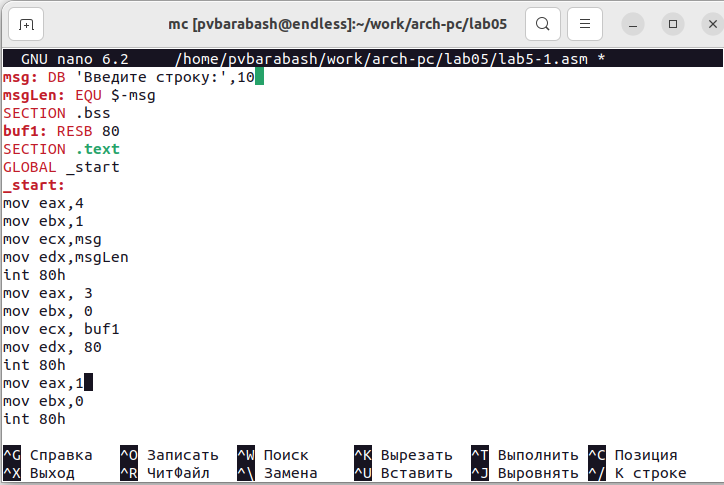 mc [pvbarabash@endless]:~/work/arch-pc/lab05
GNU nano 6.2 /home/pvbarabash/work/arch-pc/lab05/lab5-1.asm *
msg: DB 'Введите строку:',10
msgLen: EQU $-msg
SECTION .bss
buf1: RESB 80
SECTION .text
GLOBAL _start
_start:
mov eax,4
mov ebx,1
mov ecx,msg
mov edx,msgLen
int 80h
mov eax, 3
mov ebx, 0
mov ecx, buf1
mov edx, 80
int 80h
mov eax,1
mov ebx,0
int 80h
^G Справка ^O Записать ^W Поиск ^K Вырезать ^T Выполнить ^C Позиция
^X Выход ^R ЧитФайл ^\ Замена ^U Вставить ^J Выровнять ^/ К строке